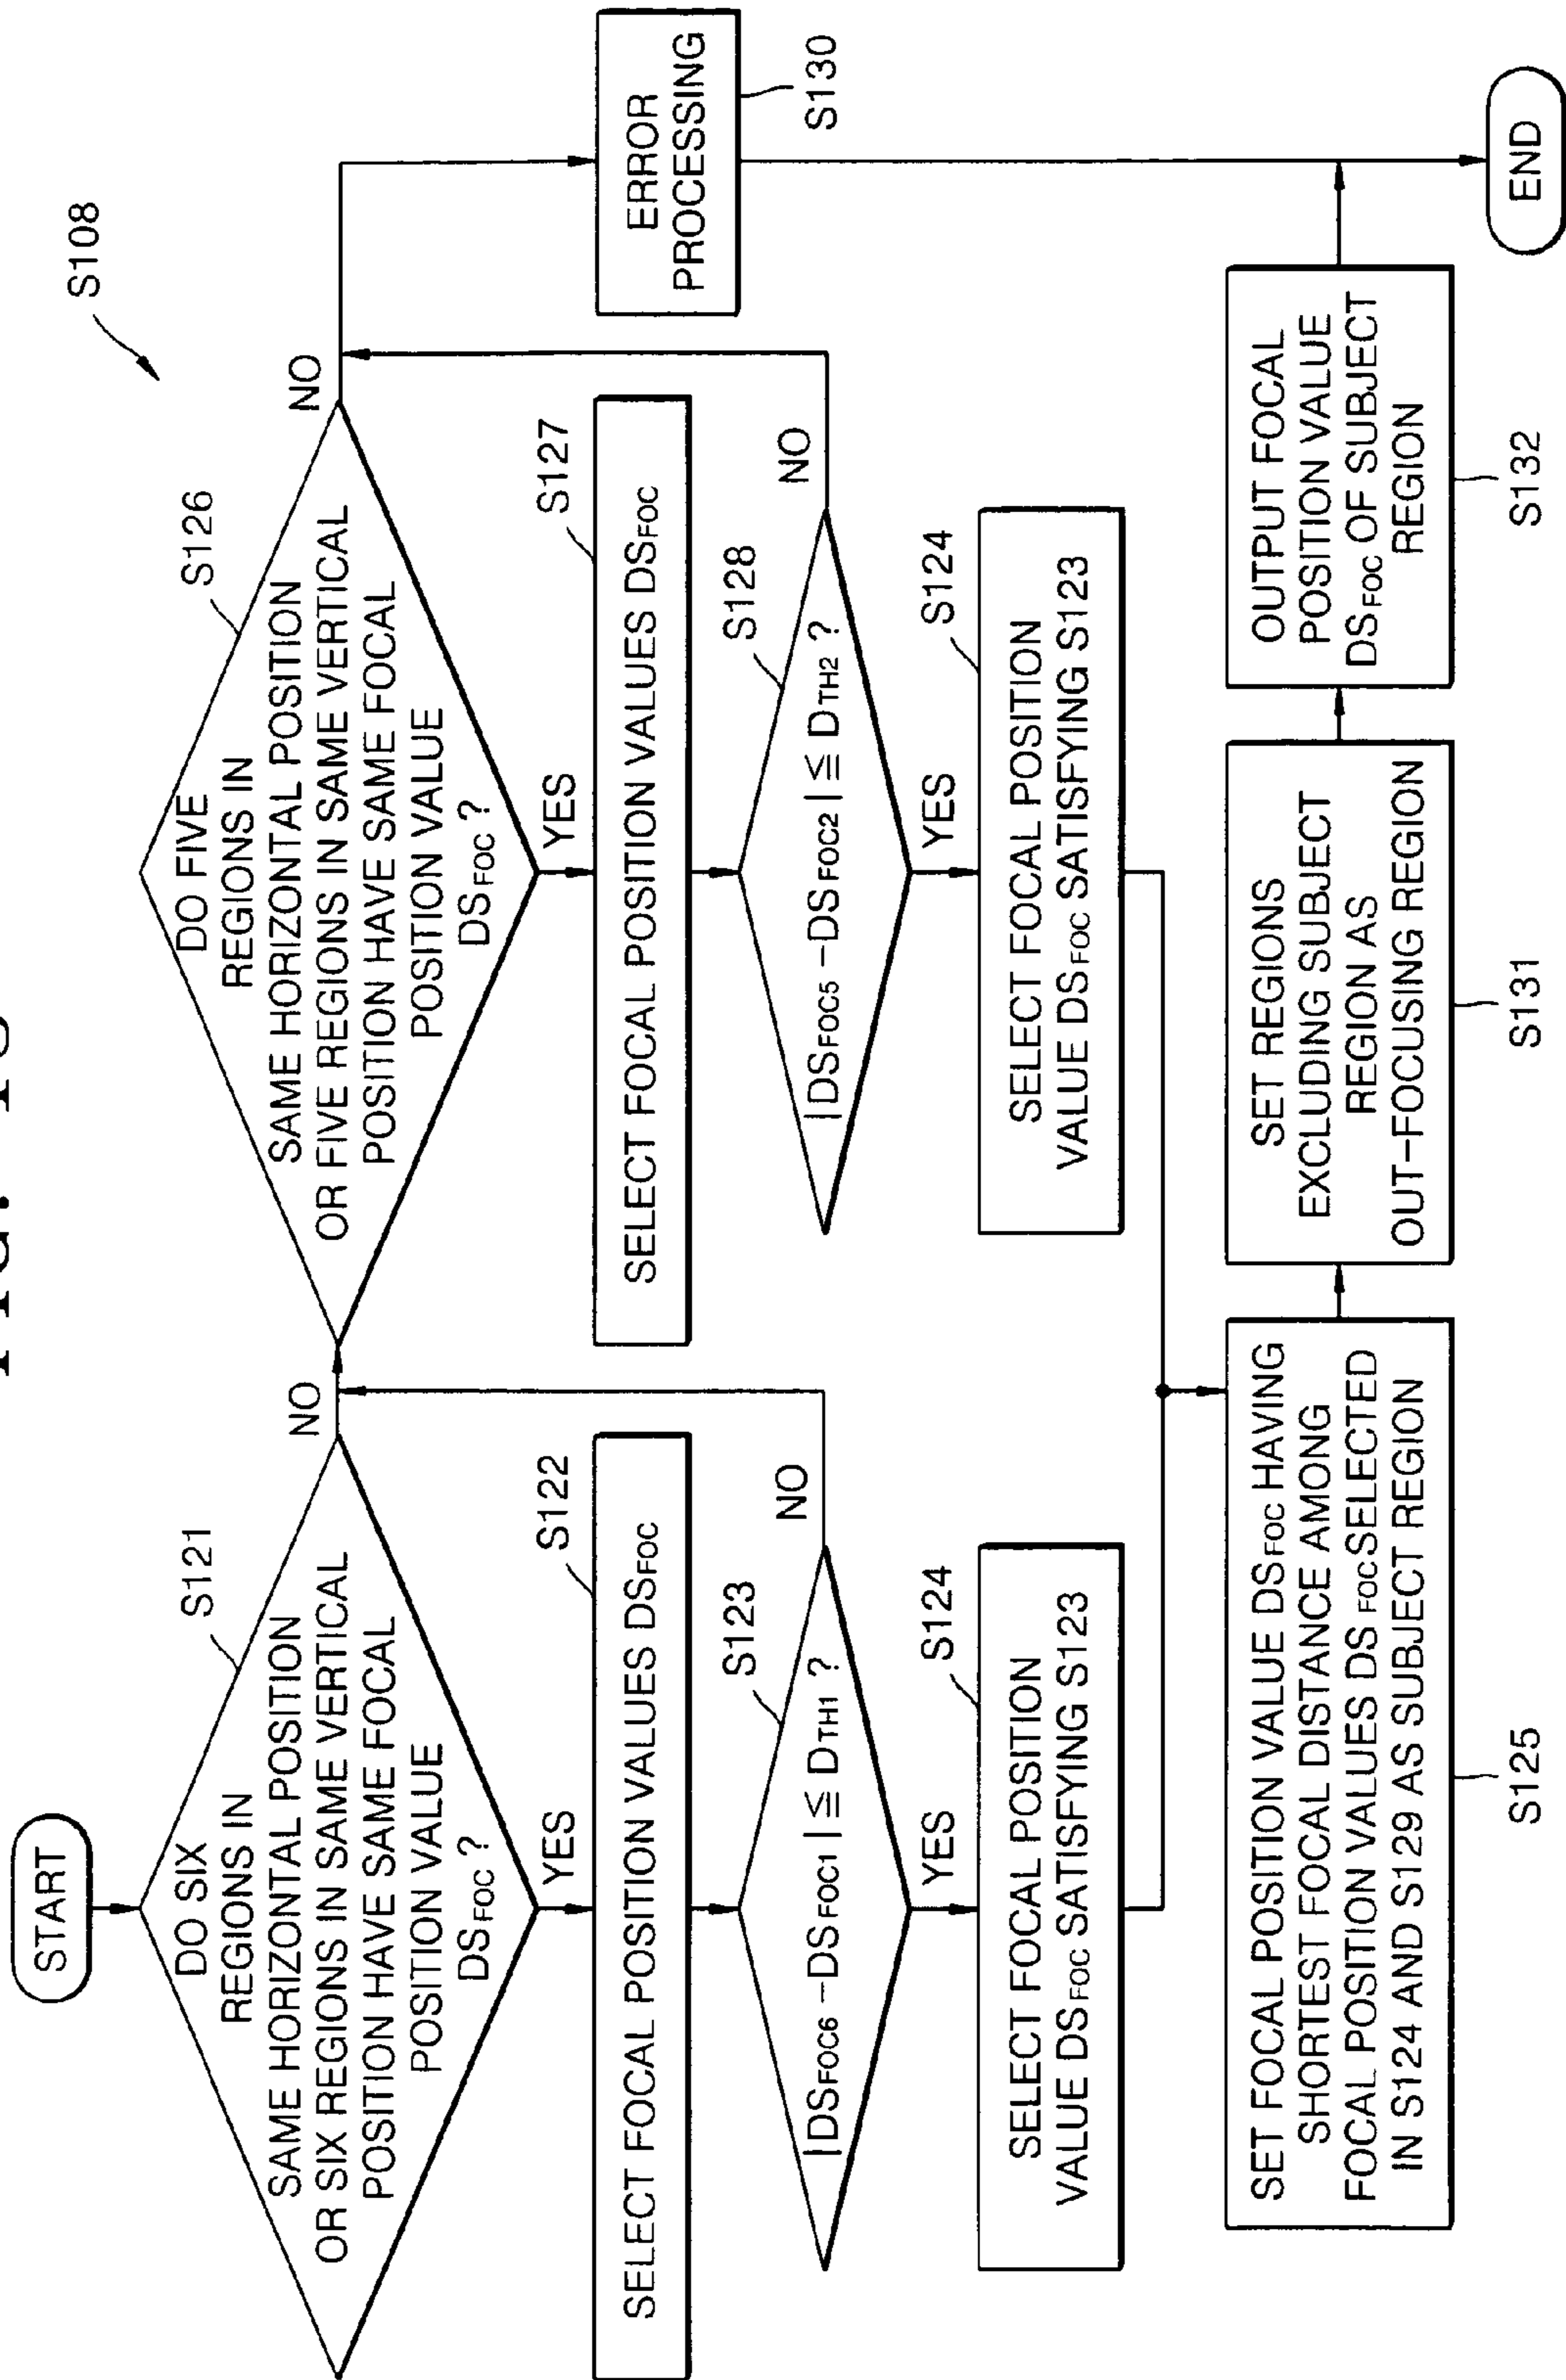 S108
START
DO SIX
REGIONS IN
SAME HORIZONTAL POSITION
OR SIX REGIONS IN SAME VERTICAL
POSITION HAVE SAME FOCAL
POSITION VALUE
DSFOC ?
S121
NO
YES
SELECT FOCAL POSITION VALUES DSFOC
S122
|DSFOC6 -DSFOC1| ≦ DTH1 ?
S123
NO
YES
SELECT FOCAL POSITION
VALUE DSFOC SATISFYING S123
S124
DO FIVE
REGIONS IN
SAME HORIZONTAL POSITION
OR FIVE REGIONS IN SAME VERTICAL
POSITION HAVE SAME FOCAL
POSITION VALUE
DSFOC ?
S126
NO
YES
SELECT FOCAL POSITION VALUES DSFOC
S127
|DSFOC5 -DSFOC2| ≦ DTH2 ?
S128
NO
YES
SELECT FOCAL POSITION
VALUE DSFOC SATISFYING S123
S124
ERROR
PROCESSING
S130
SET FOCAL POSITION VALUE DSFOC HAVING
SHORTEST FOCAL DISTANCE AMONG
FOCAL POSITION VALUES DSFOC SELECTED
IN S124 AND S129 AS SUBJECT REGION
S125
SET REGIONS
EXCLUDING SUBJECT
REGION AS
OUT-FOCUSING REGION
S131
OUTPUT FOCAL
POSITION VALUE
DSFOC OF SUBJECT
REGION
S132
END